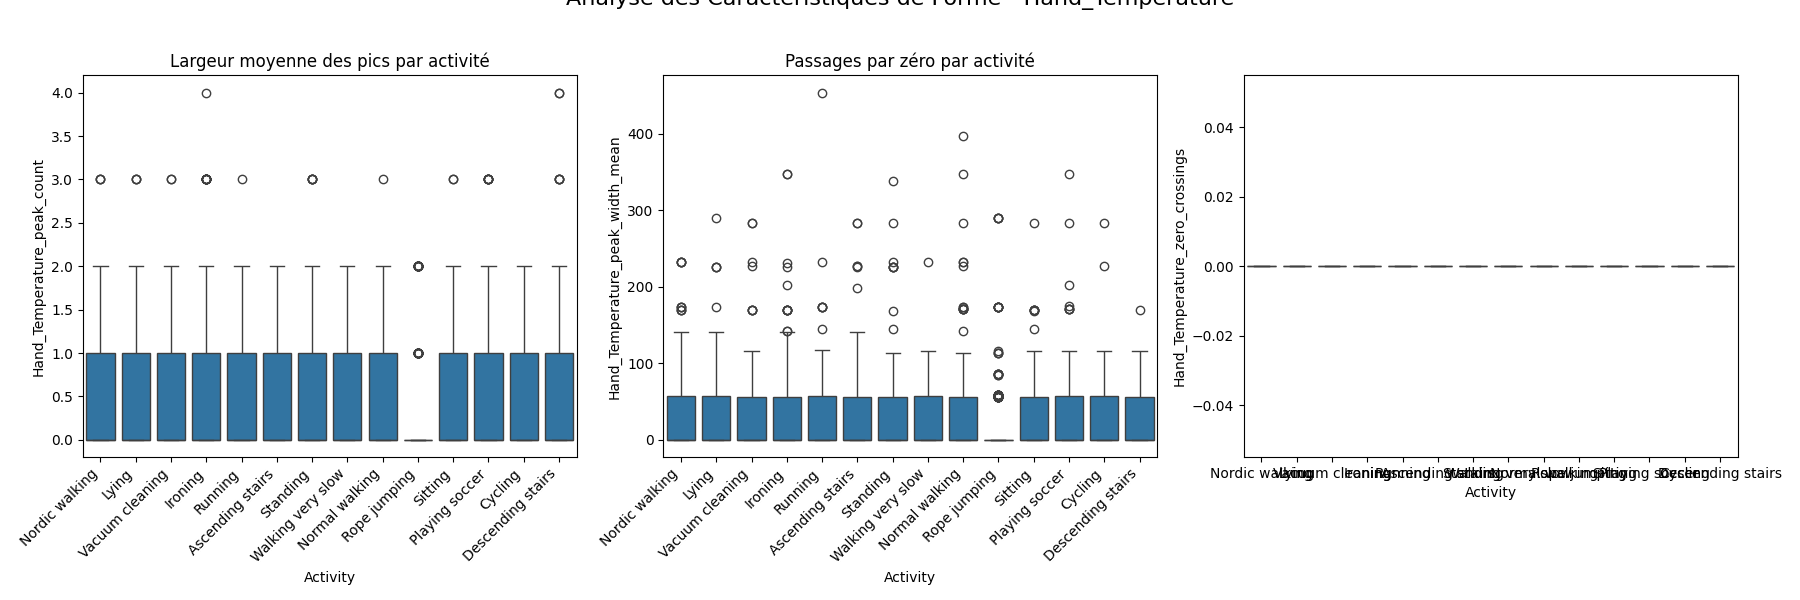 Analyse des Caractéristiques de Forme - Hand_Temperature
Largeur moyenne des pics par activité
Hand_Temperature_peak_count
4.0
3.5
3.0
2.5
2.0
1.5
1.0
0.5
0.0
Nordic walking
Lying
Vacuum cleaning
Ironing
Running
Ascending stairs
Standing
Walking very slow
Normal walking
Rope jumping
Sitting
Playing soccer
Cycling
Descending stairs
Activity
Passages par zéro par activité
Hand_Temperature_peak_width_mean
400
300
200
100
0
Nordic walking
Lying
Vacuum cleaning
Ironing
Running
Ascending stairs
Standing
Walking very slow
Normal walking
Rope jumping
Sitting
Playing soccer
Cycling
Descending stairs
Activity
Hand_Temperature_zero_crossings
0.04
0.02
0.00
−0.02
−0.04
Nordic walking
Descending stairs
Activity